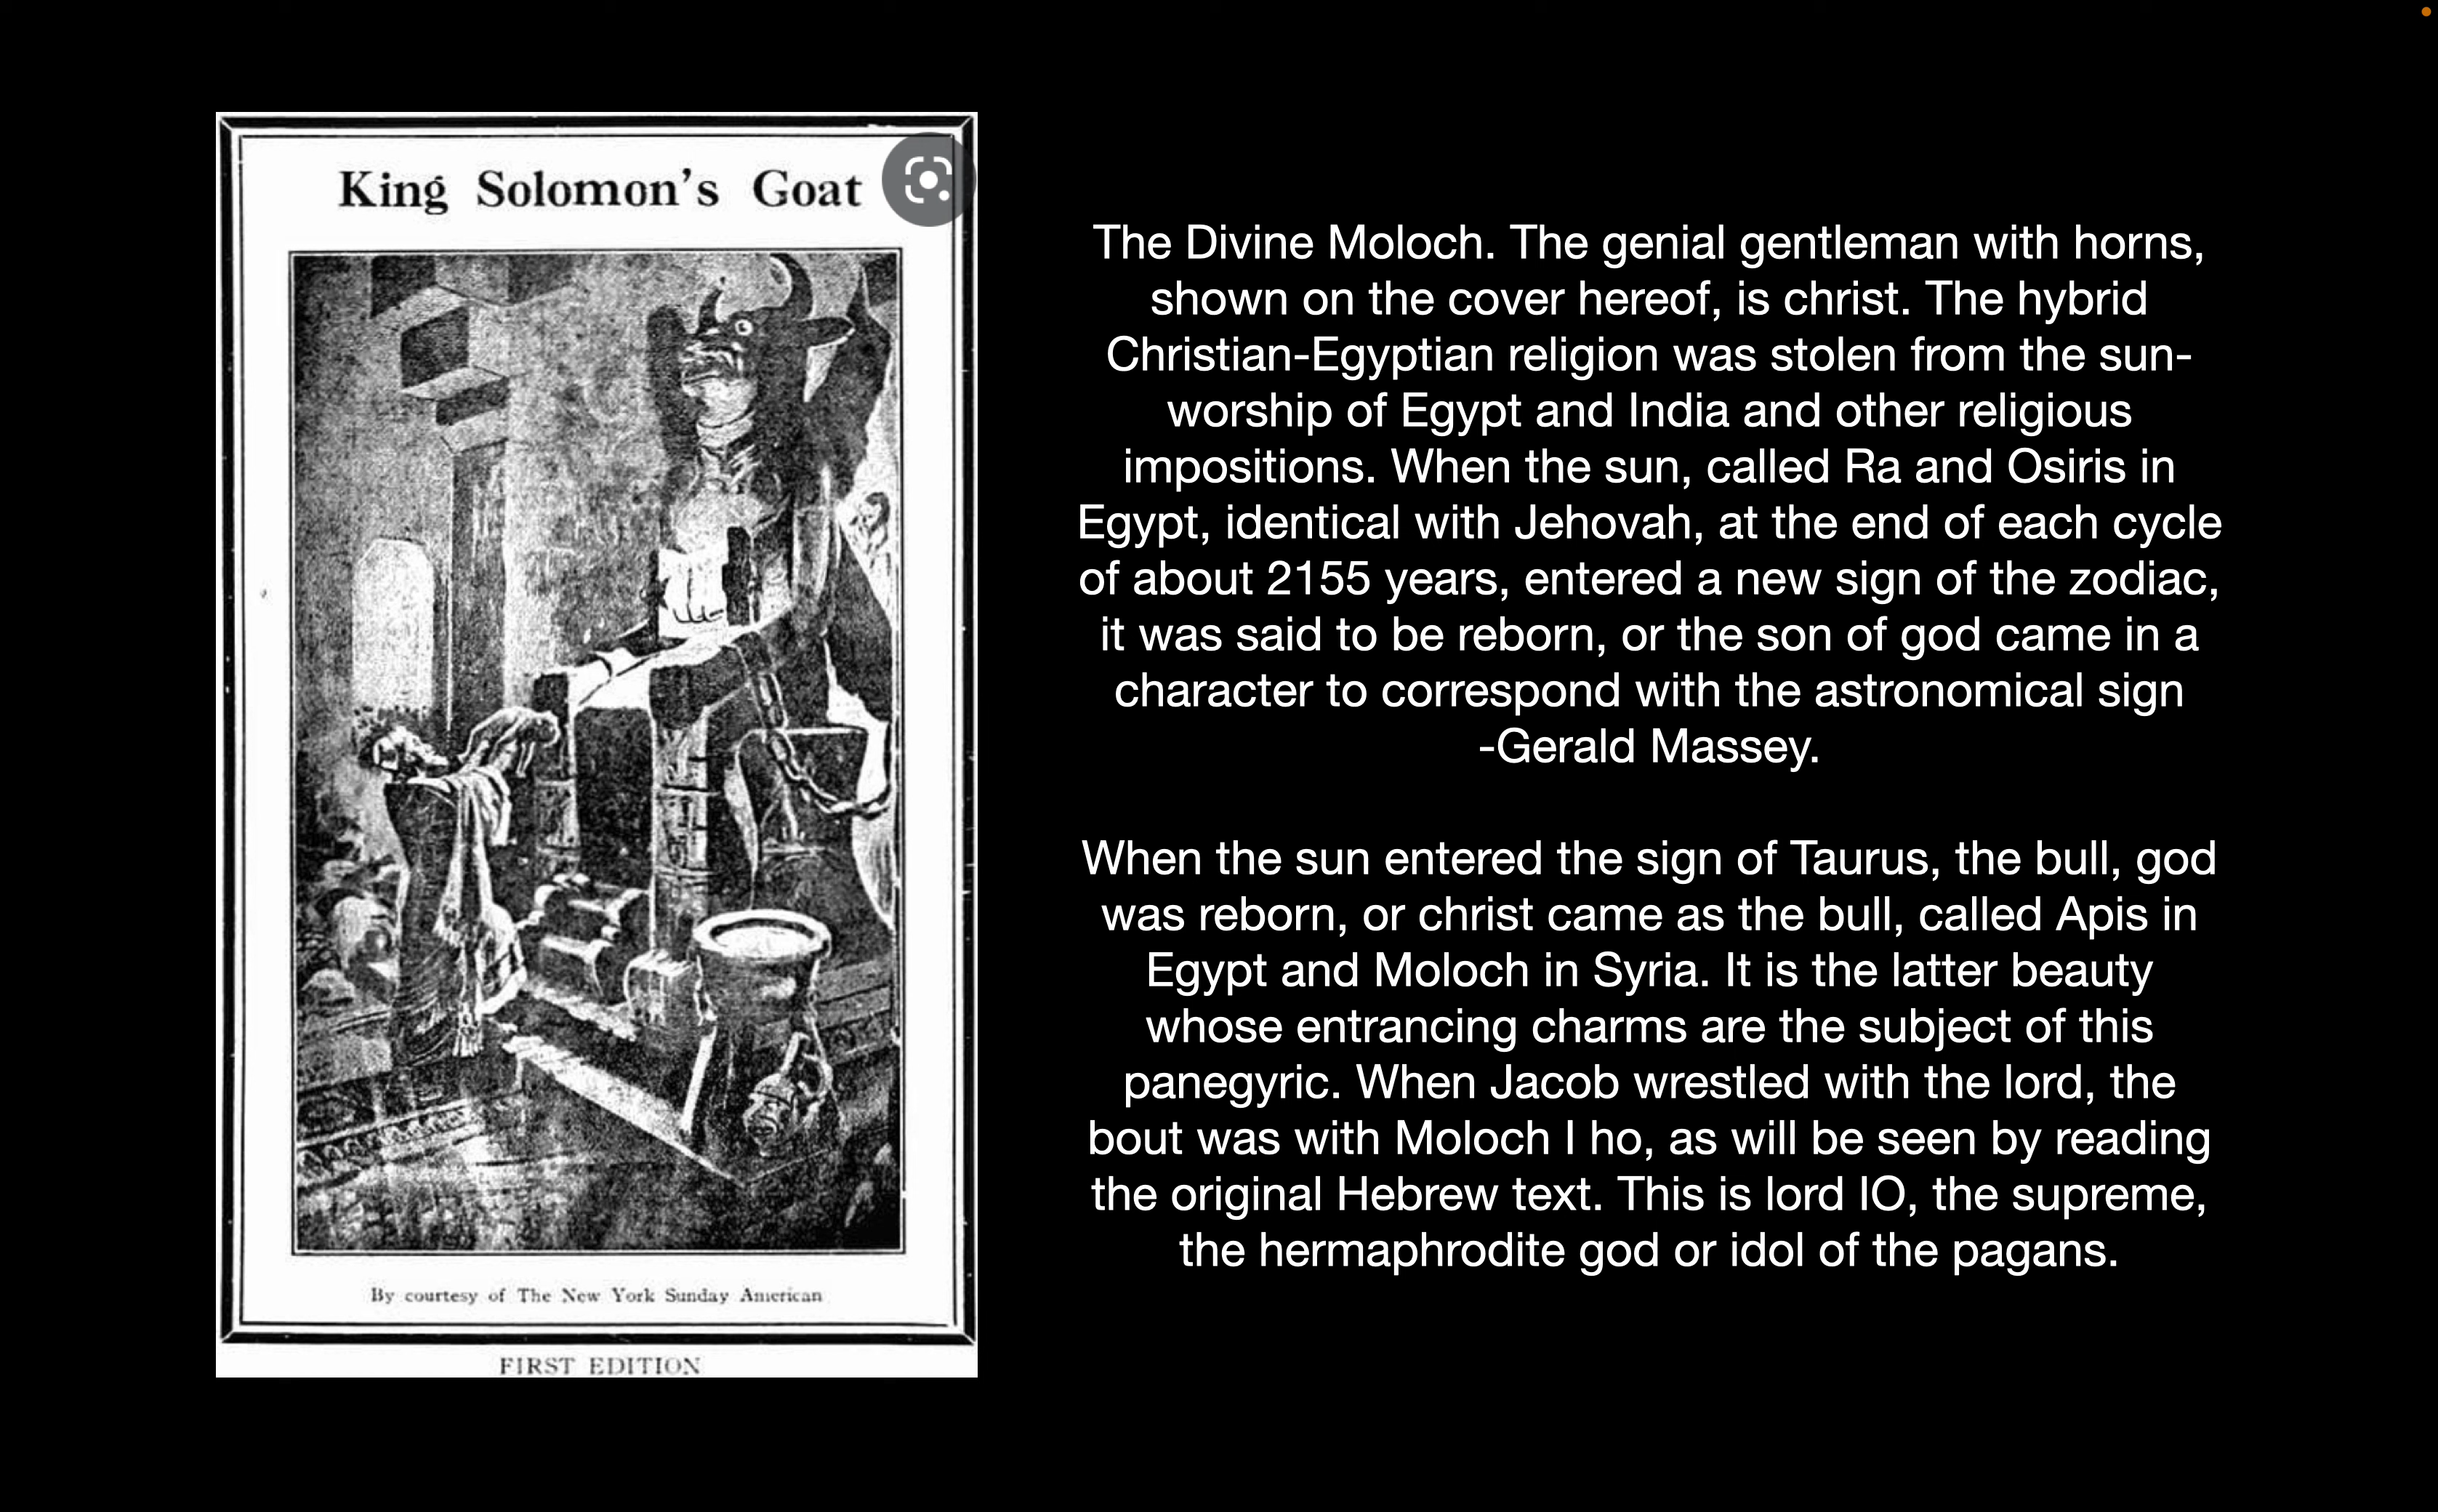 King Solomon's Goat
By courtesy of The New York Sunday American
FIRST EDITION
The Divine Moloch. The genial gentleman with horns,
shown on the cover hereof, is christ. The hybrid
Christian-Egyptian religion was stolen from the sun-
worship of Egypt and India and other religious
impositions. When the sun, called Ra and Osiris in
Egypt, identical with Jehovah, at the end of each cycle
of about 2155 years, entered a new sign of the zodiac,
it was said to be reborn, or the son of god came in a
character to correspond with the astronomical sign
-Gerald Massey.
When the sun entered the sign of Taurus, the bull, god
was reborn, or christ came as the bull, called Apis in
Egypt and Moloch in Syria. It is the latter beauty
whose entrancing charms are the subject of this
panegyric. When Jacob wrestled with the lord, the
bout was with Moloch I ho, as will be seen by reading
the original Hebrew text. This is lord IO, the supreme,
the hermaphrodite god or idol of the pagans.